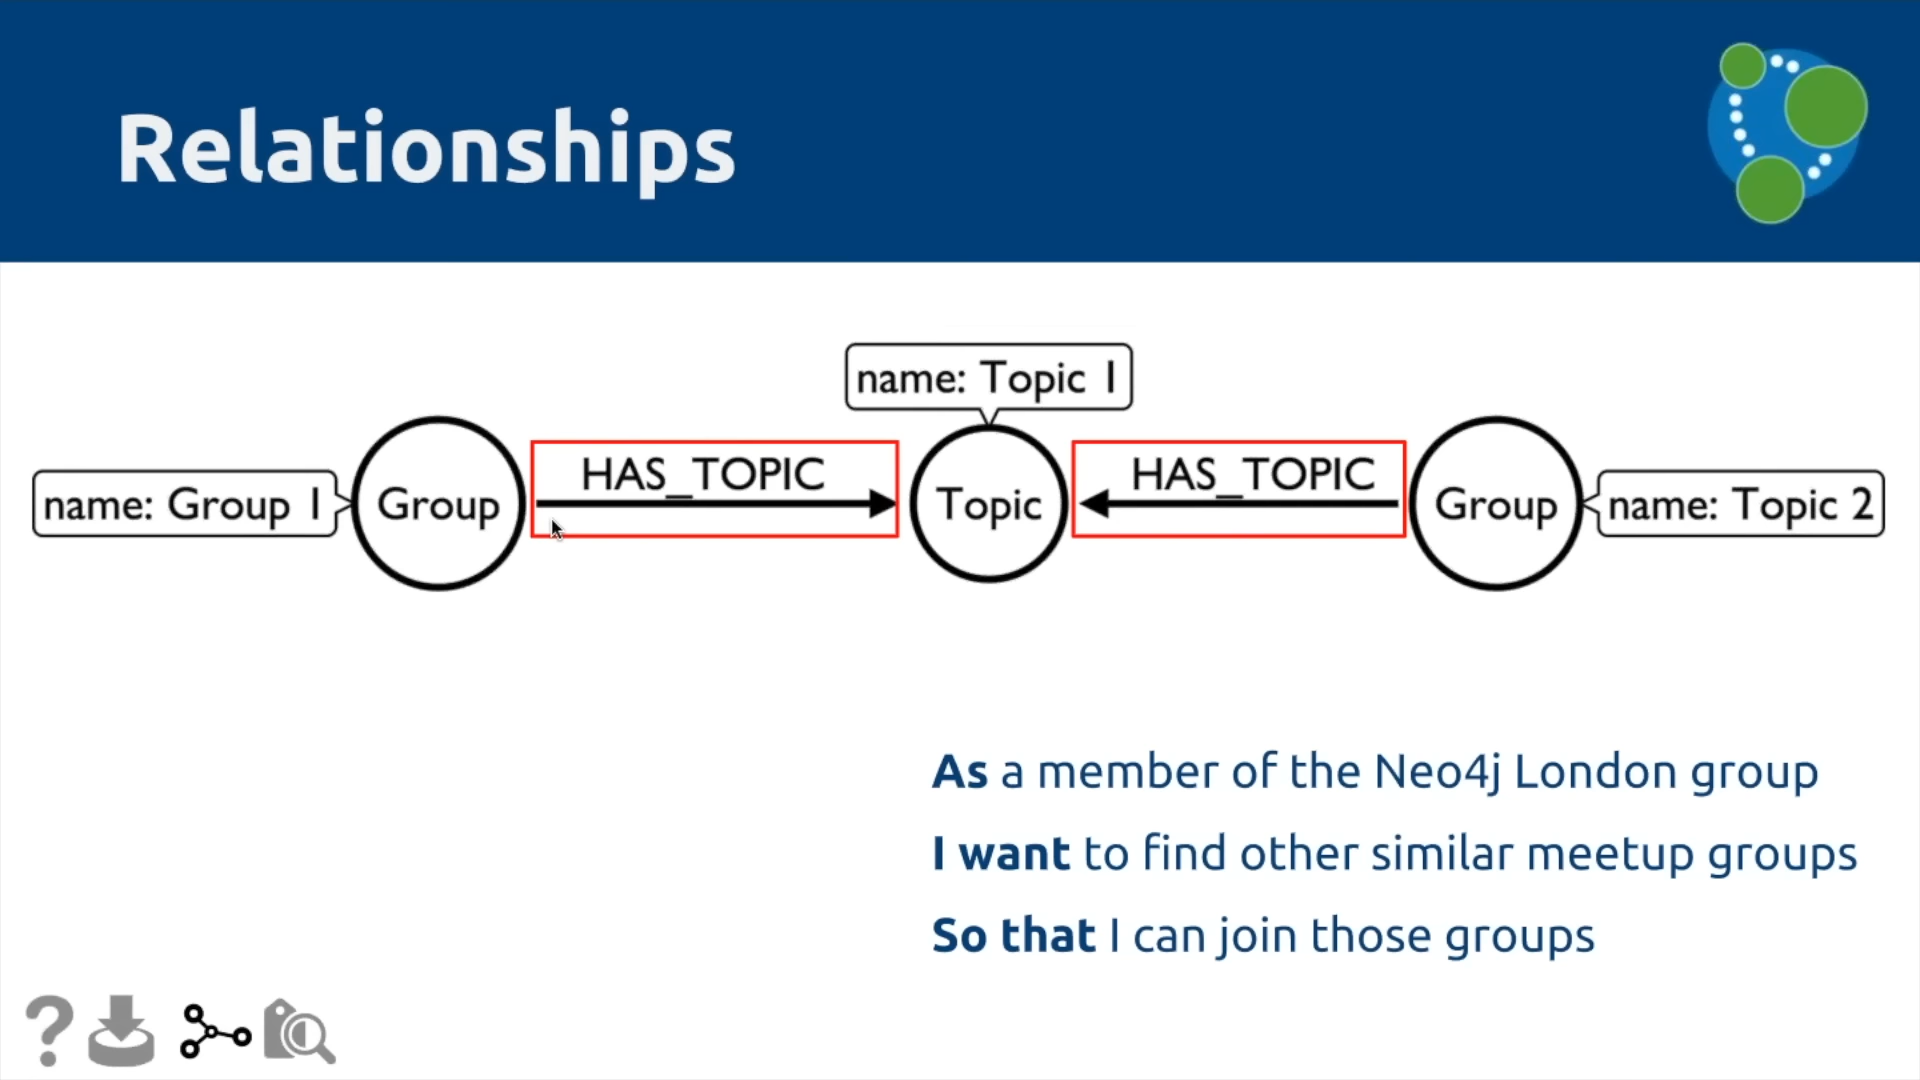 Relationships
name: Topic 1
name: Group 1
Group
HAS_TOPIC
Topic
HAS_TOPIC
Group
name: Topic 2
As a member of the Neo4j London group
I want to find other similar meetup groups
So that I can join those groups